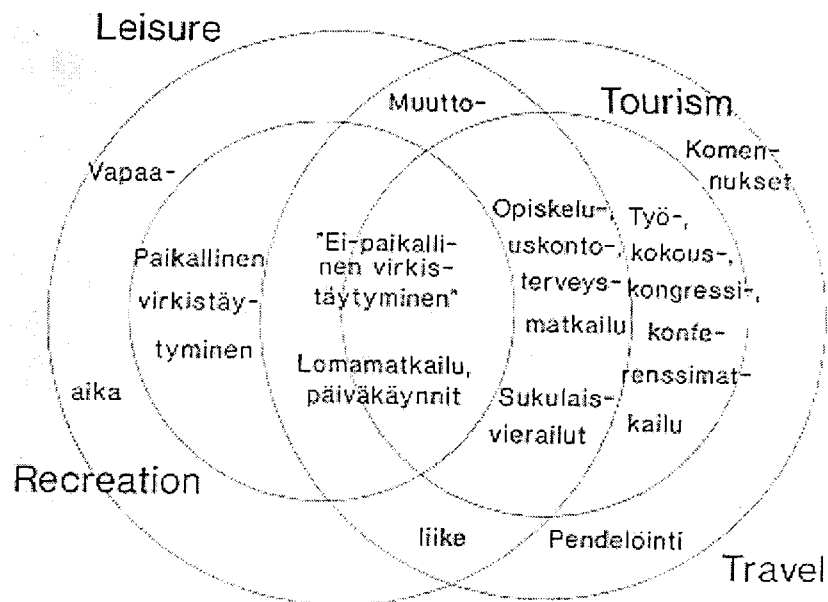 Leisure
Muutto-
Tourism
Komen-
nukset
Vapaa-
Opiskelu-,
uskonto-,
terveys-
matkailu
Työ-,
kokous-,
kongressi-,
konfe-
renssimat-
kailu
Paikallinen
virkistäy-
tyminen
"Ei-paikalli-
nen virkis-
täytyminen"
Lomamatkailu,
päiväkäynnit
Sukulais-
vierailut
aika
Recreation
liike
Pendelöinti
Travel